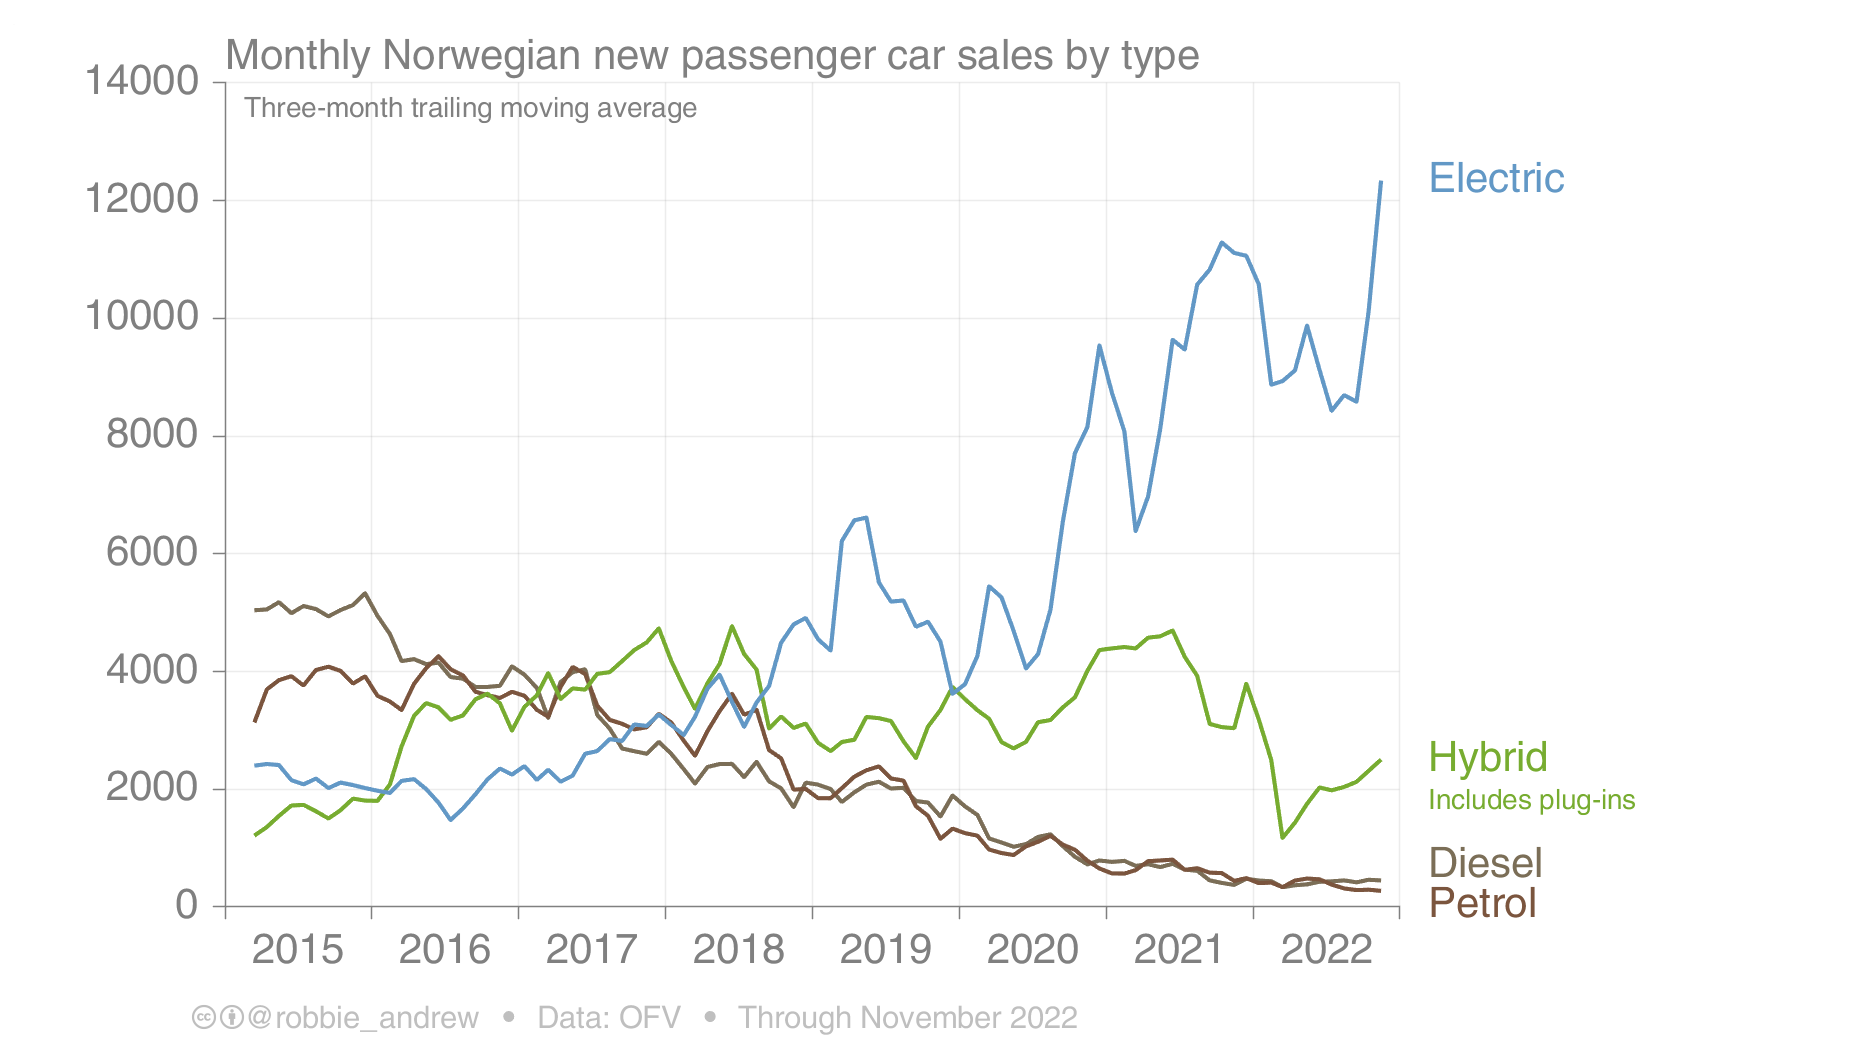 Monthly Norwegian new passenger car sales by type
14000
Three-month trailing moving average
12000
Electric
10000
8000
6000
4000
2000
Hybrid
Includes plug-ins
Diesel
0
Petrol
2015 2016 2017 2018 2019 2020 2021 2022
cc @robbie_andrew • Data: OFV • Through November 2022